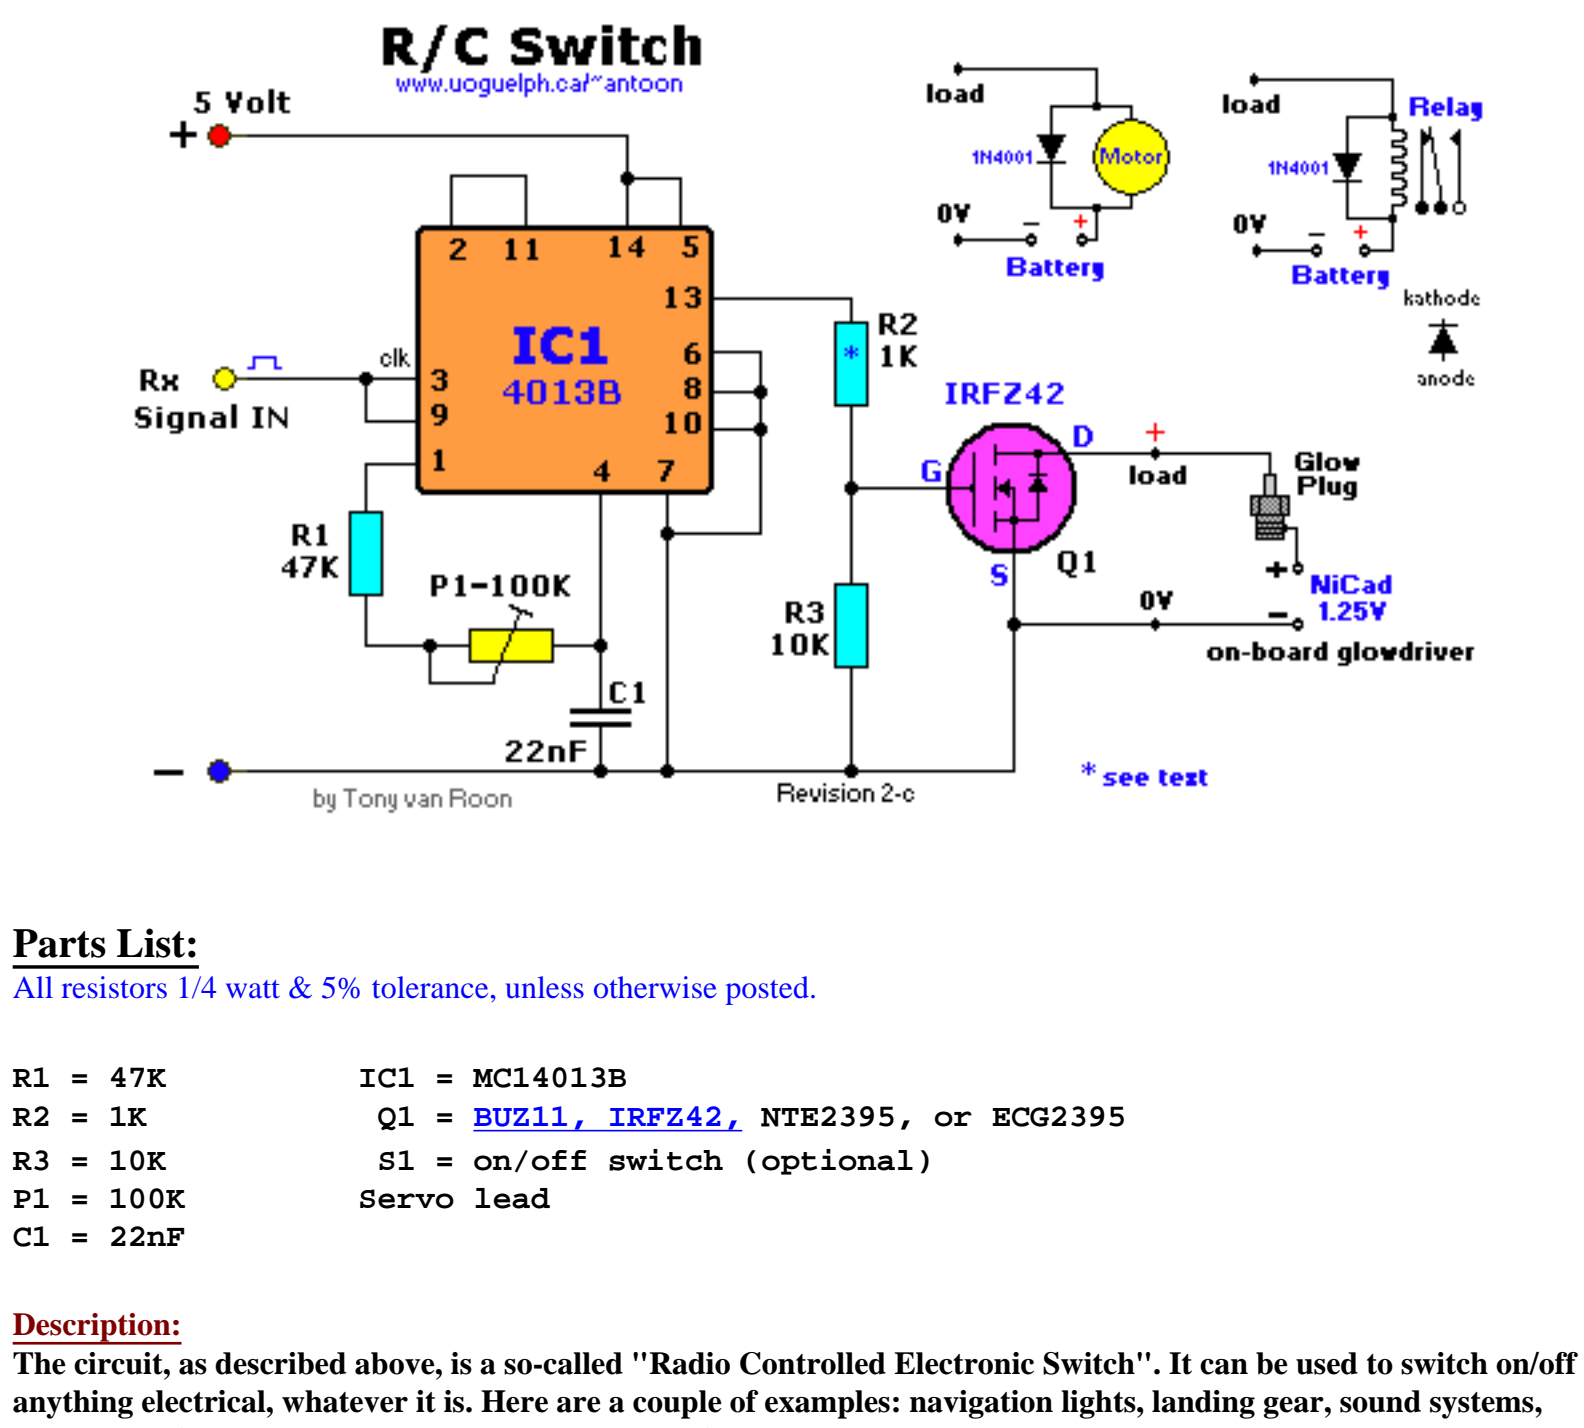 R/C Switch
www.uoguelph.ca/~antoon
5 Volt
+
2 11 14 5
13
6
8
10
3
9
1
4 7
IC1
4013B
clk
Rx
Signal IN
R1
47K
P1-100K
C1
22nF
R2
1K
*
R3
10K
IRFZ42
G
D
S
Q1
+
load
Glow
Plug
+
NiCad
1.25V
0V
−
on-board glowdriver
load
1N4001
Motor
0V
−
+
Battery
load
Relay
1N4001
0V
−
+
Battery
kathode
anode
−
by Tony van Roon
Revision 2-c
* see text
Parts List:
All resistors 1/4 watt & 5% tolerance, unless otherwise posted.
R1 = 47K IC1 = MC14013B
R2 = 1K Q1 = BUZ11, IRFZ42, NTE2395, or ECG2395
R3 = 10K S1 = on/off switch (optional)
P1 = 100K Servo lead
C1 = 22nF
Description:
The circuit, as described above, is a so-called "Radio Controlled Electronic Switch". It can be used to switch on/off
anything electrical, whatever it is. Here are a couple of examples: navigation lights, landing gear, sound systems,